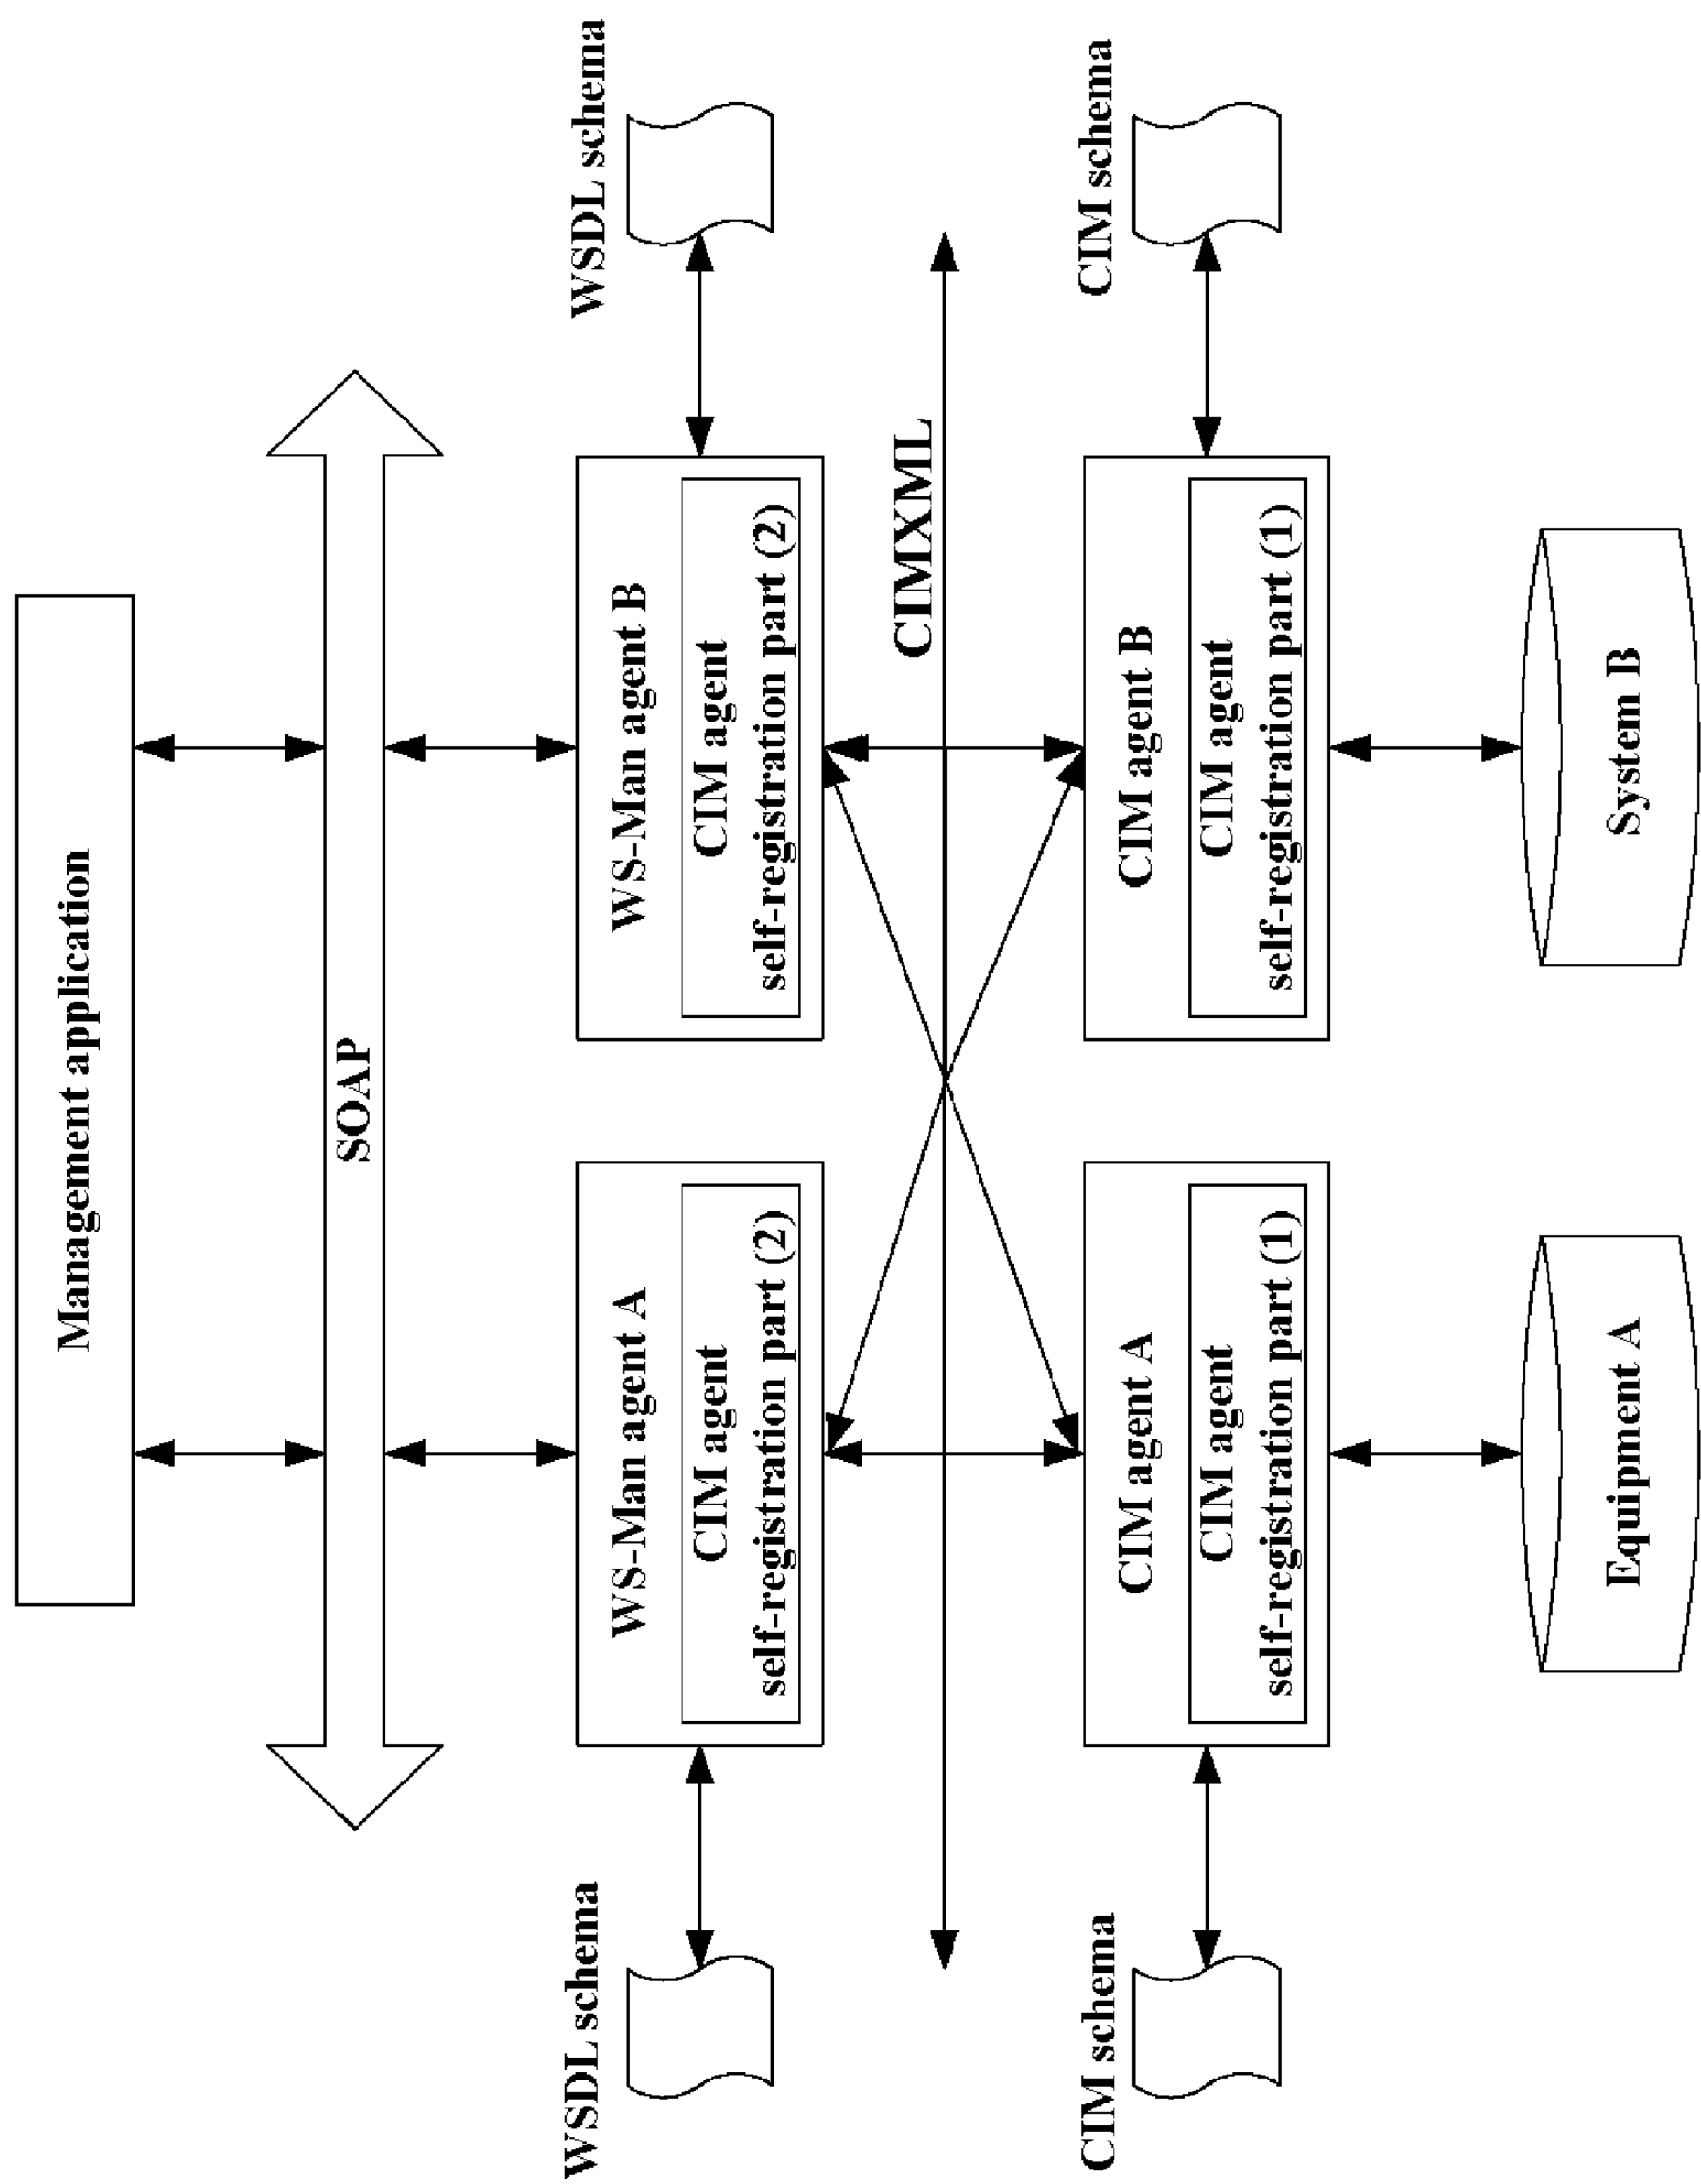 Management application
SOAP
WSDL schema
WS-Man agent A
CIM agent
self-registration part (2)
WS-Man agent B
CIM agent
self-registration part (2)
WSDL schema
CIMXML
CIM schema
CIM agent A
CIM agent
self-registration part (1)
CIM agent B
CIM agent
self-registration part (1)
CIM schema
Equipment A
System B